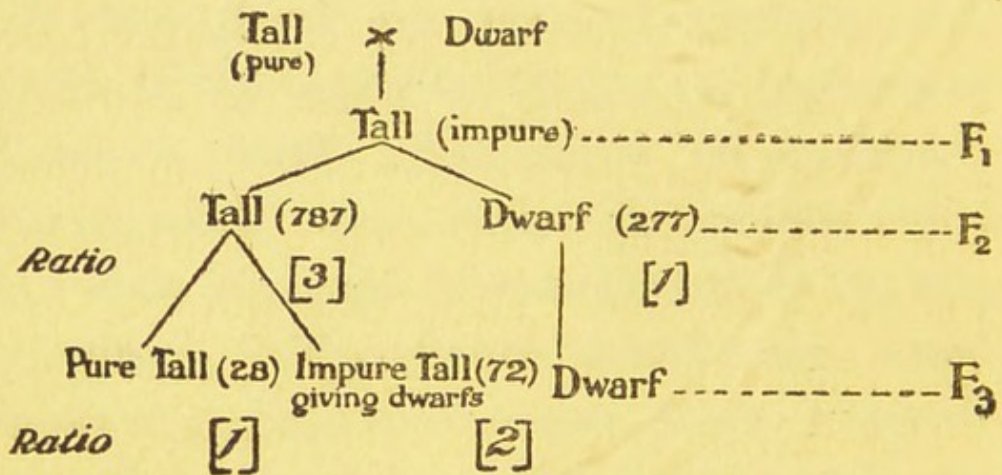 Tall × Dwarf
(pure)
Tall (impure) F1
Tall (787) Dwarf (277) F2
Ratio [3] [1]
Pure Tall (28) Impure Tall (72) Dwarf F3
giving dwarfs
Ratio [1] [2]